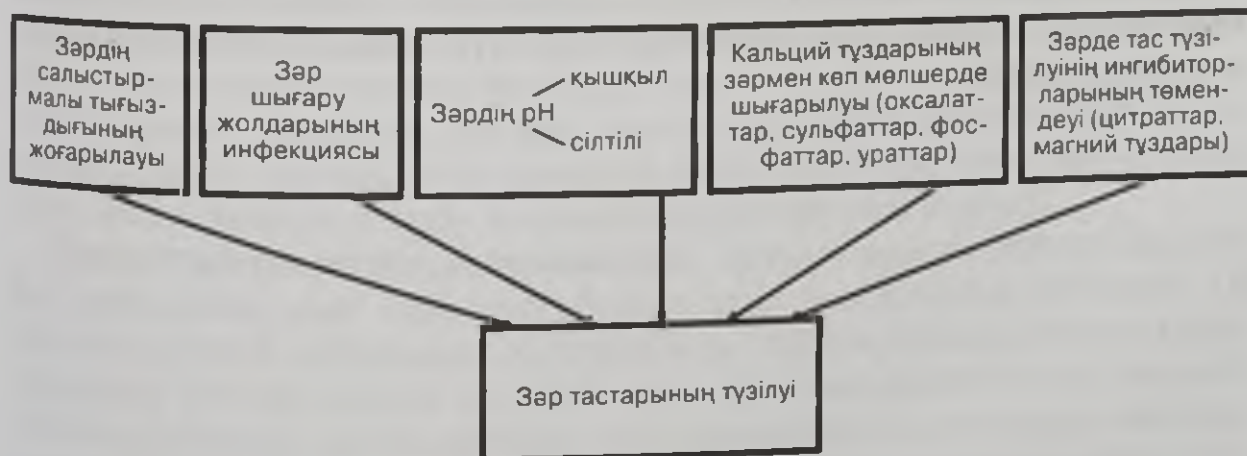 Зәрдің
салыстыр-
малы тығыз-
дығының
жоғарылауы
Зәр
шығару
жолдарының
инфекциясы
Зәрдің рН
қышқыл
сілтілі
Кальций тұздарының
зәрмен көп мөлшерде
шығарылуы (оксалат-
тар, сульфаттар. фос-
фаттар. ураттар)
Зәрде тас түзі-
луінің ингибитор-
ларының төмен-
деуі (цитраттар.
магний тұздары)
Зәр тастарының түзілуі